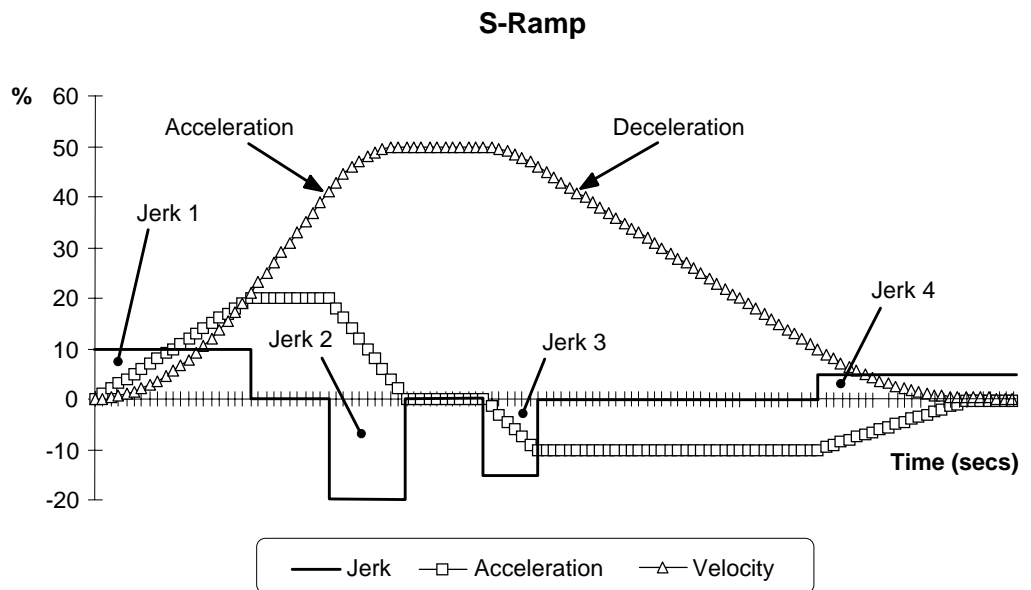 S-Ramp
%
60
50
40
30
20
10
0
-10
-20
Acceleration
Deceleration
Jerk 1
Jerk 2
Jerk 3
Jerk 4
Time (secs)
Jerk Acceleration Velocity